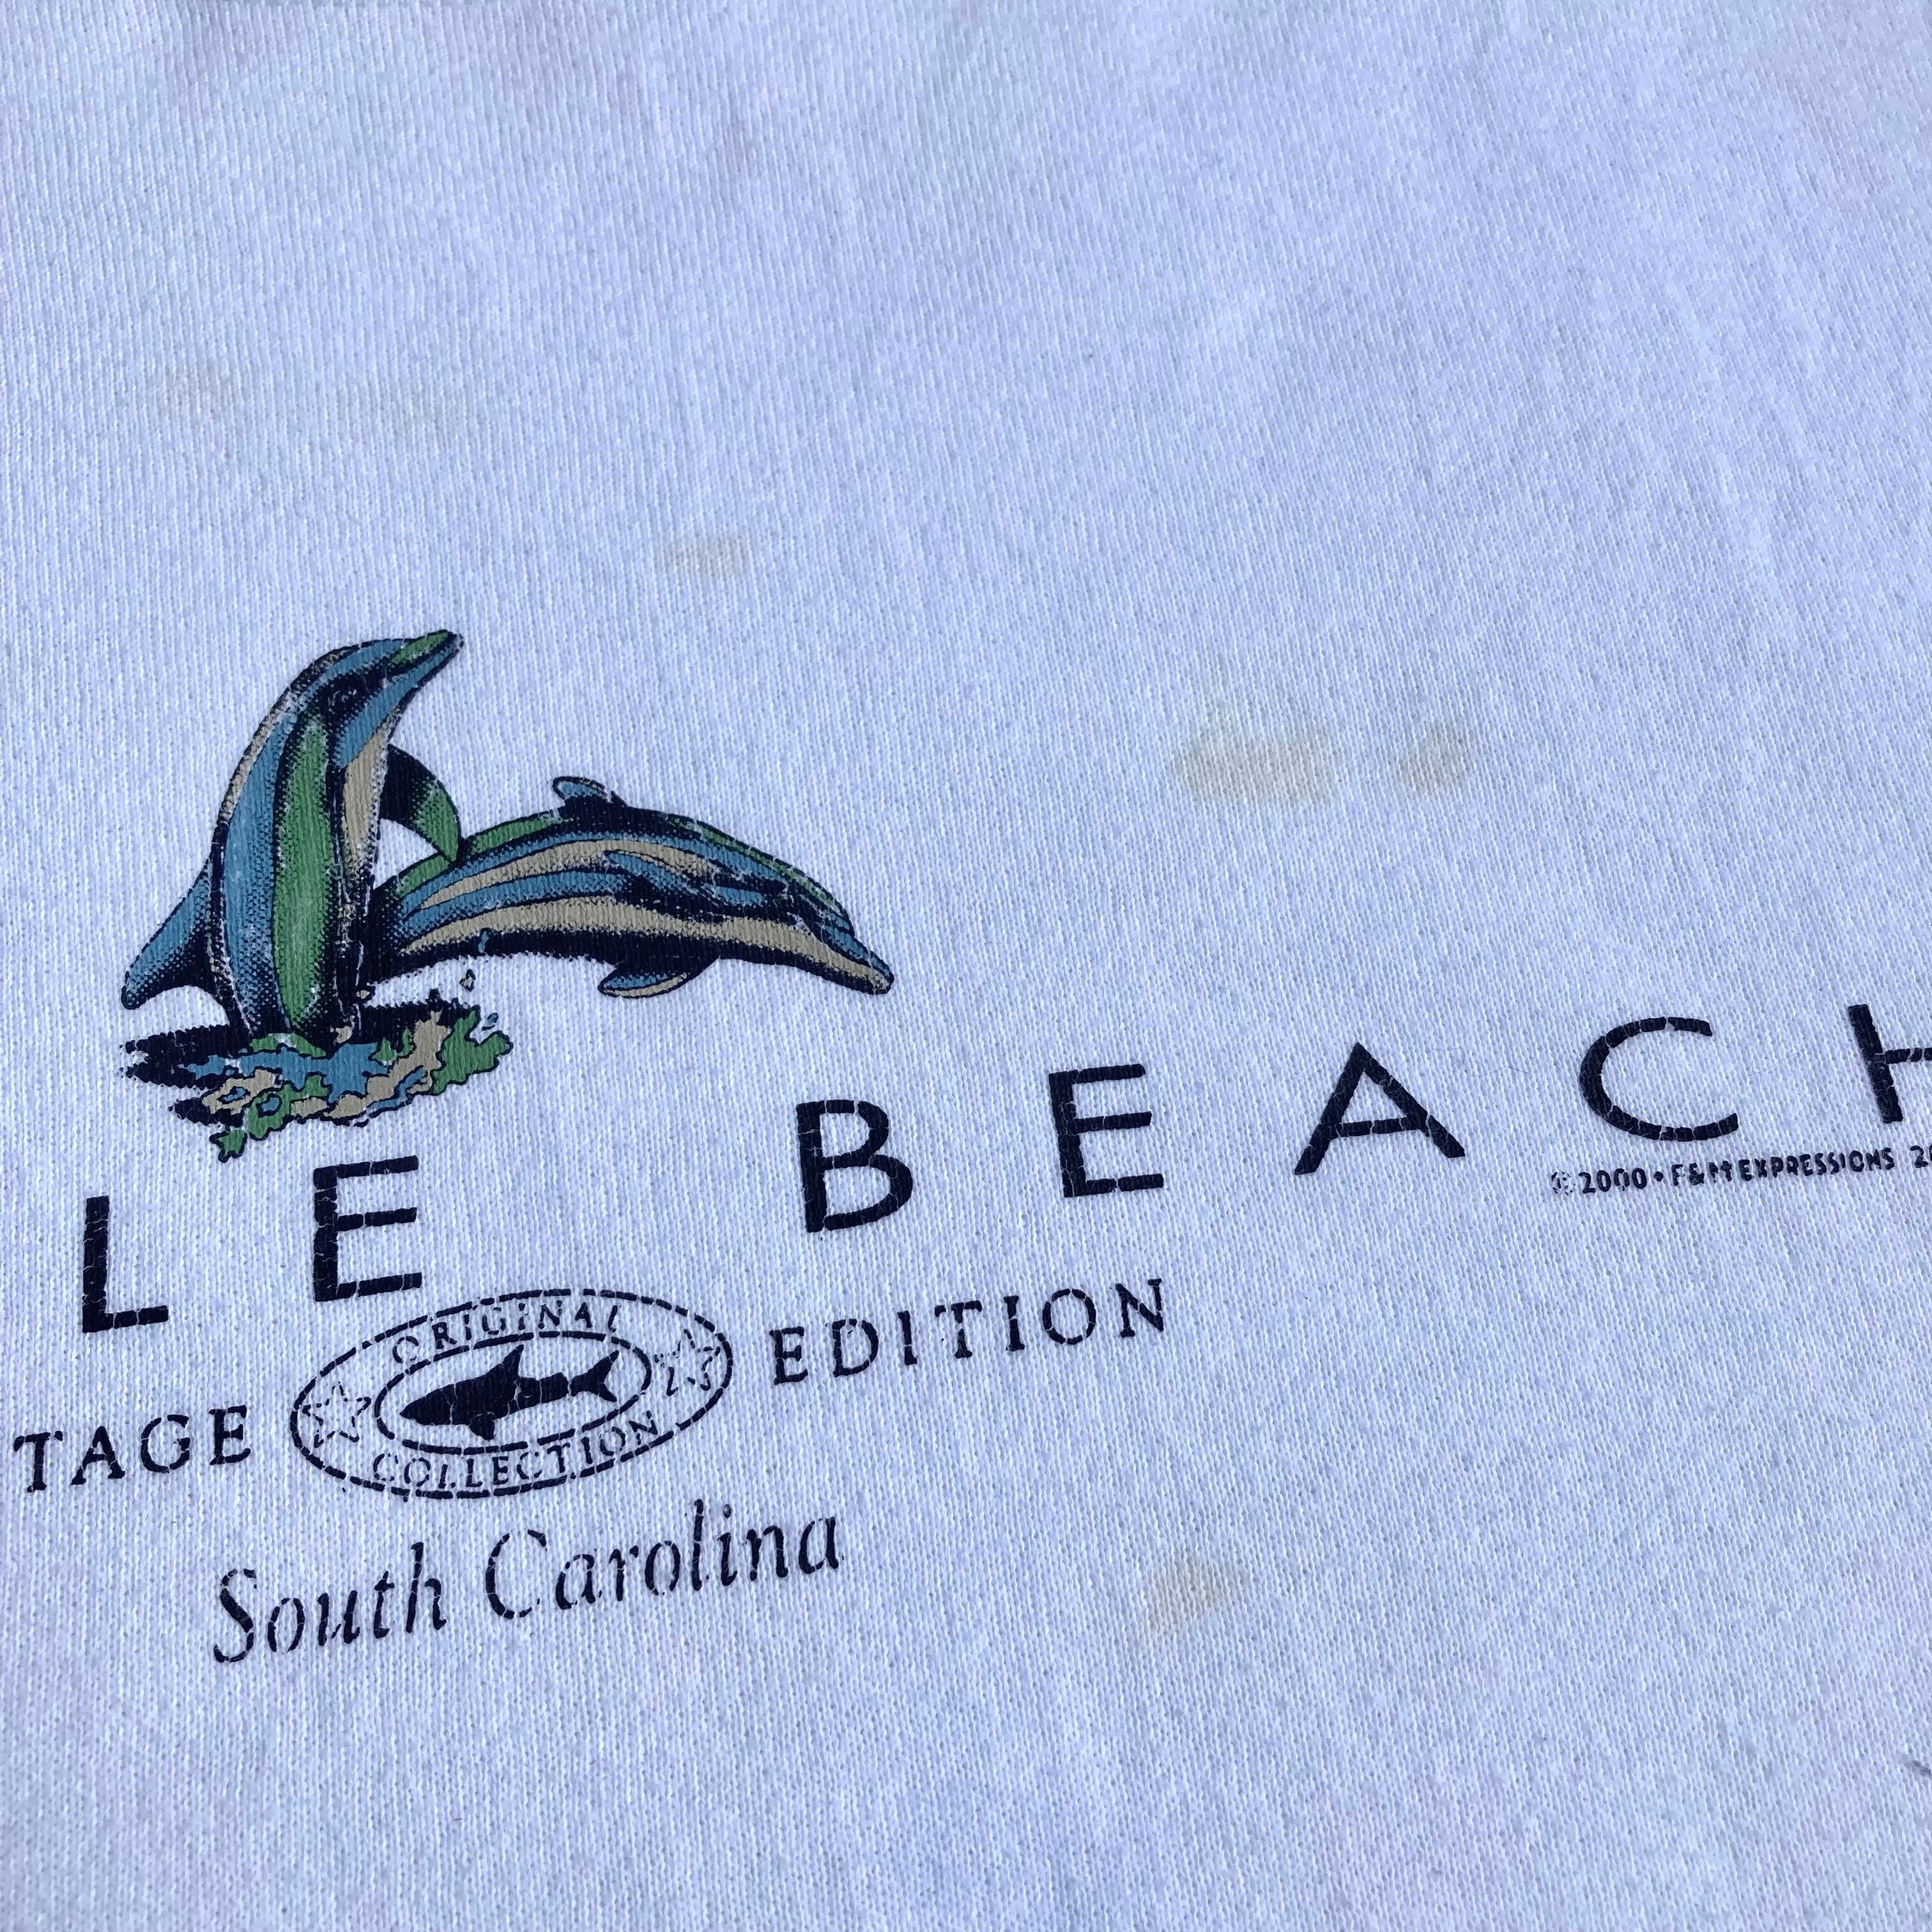 LE BEACH
© 2000 • F & M EXPRESSIONS
TAGE ORIGINAL COLLECTION EDITION
South Carolina